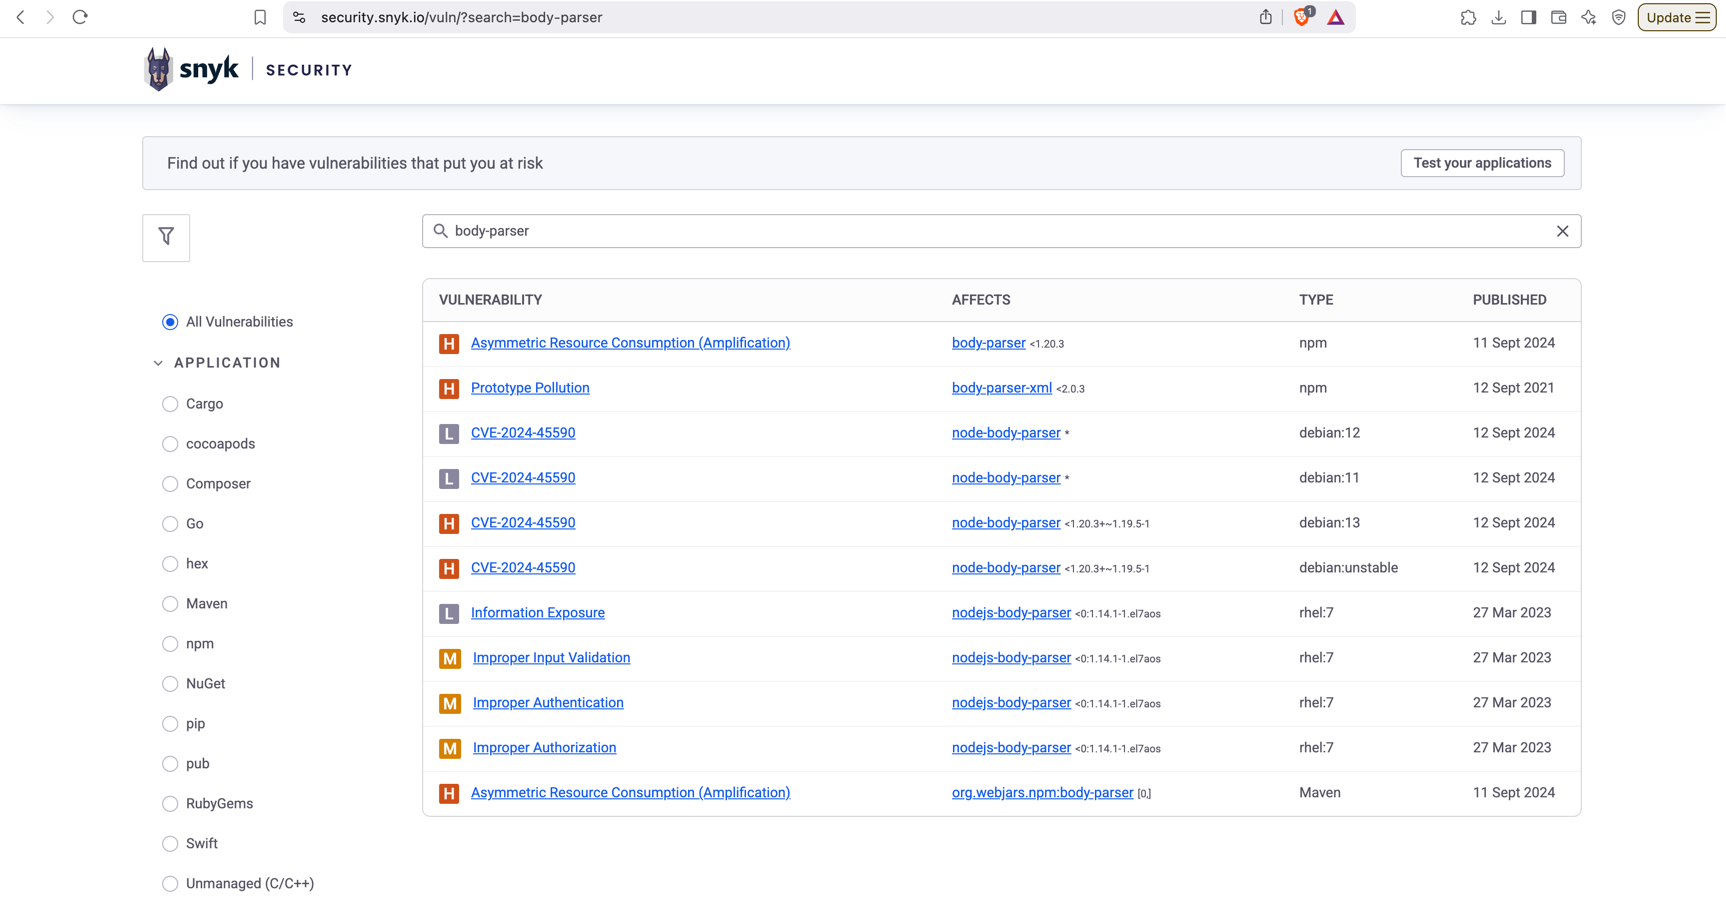 security.snyk.io/vuln/?search=body-parser
1
Update
snyk | SECURITY
Find out if you have vulnerabilities that put you at risk
Test your applications
body-parser
All Vulnerabilities
APPLICATION
Cargo
cocoapods
Composer
Go
hex
Maven
npm
NuGet
pip
pub
RubyGems
Swift
Unmanaged (C/C++)
VULNERABILITY AFFECTS TYPE PUBLISHED
H Asymmetric Resource Consumption (Amplification) body-parser <1.20.3 npm 11 Sept 2024
H Prototype Pollution body-parser-xml <2.0.3 npm 12 Sept 2021
L CVE-2024-45590 node-body-parser * debian:12 12 Sept 2024
L CVE-2024-45590 node-body-parser * debian:11 12 Sept 2024
H CVE-2024-45590 node-body-parser <1.20.3+~1.19.5-1 debian:13 12 Sept 2024
H CVE-2024-45590 node-body-parser <1.20.3+~1.19.5-1 debian:unstable 12 Sept 2024
L Information Exposure nodejs-body-parser <0:1.14.1-1.el7aos rhel:7 27 Mar 2023
M Improper Input Validation nodejs-body-parser <0:1.14.1-1.el7aos rhel:7 27 Mar 2023
M Improper Authentication nodejs-body-parser <0:1.14.1-1.el7aos rhel:7 27 Mar 2023
M Improper Authorization nodejs-body-parser <0:1.14.1-1.el7aos rhel:7 27 Mar 2023
H Asymmetric Resource Consumption (Amplification) org.webjars.npm:body-parser [0,] Maven 11 Sept 2024